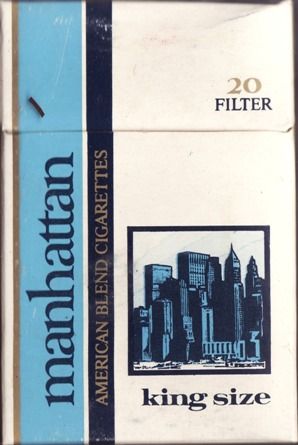 20
FILTER
manhattan
AMERICAN BLEND CIGARETTES
king size